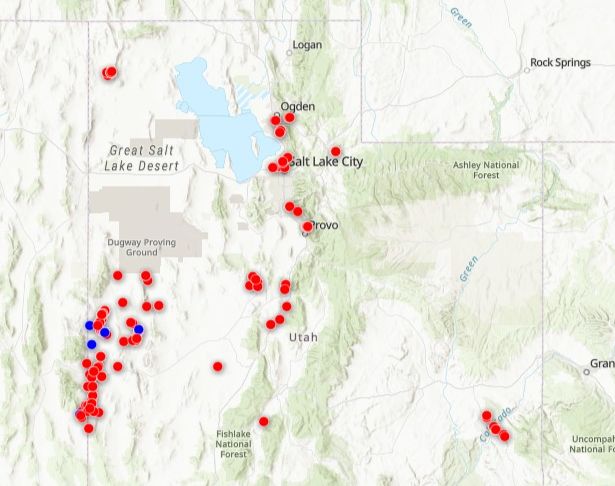 Green
Logan
Rock Springs
Ogden
Great Salt
Lake Desert
Salt Lake City
Ashley National
Forest
Provo
Dugway Proving
Ground
Green
Utah
Gran
Colorado
Fishlake
National
Forest
Uncompah
National Fo